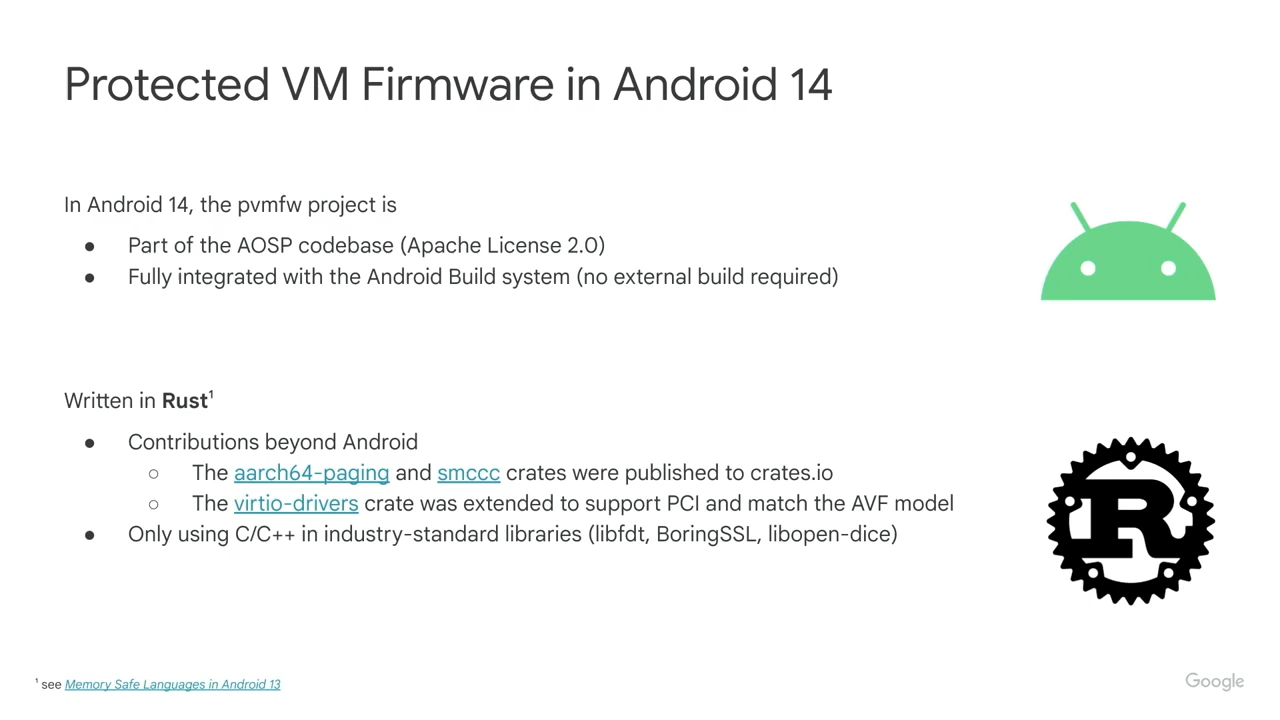 Protected VM Firmware in Android 14
In Android 14, the pvmfw project is
● Part of the AOSP codebase (Apache License 2.0)
● Fully integrated with the Android Build system (no external build required)
Written in Rust¹
● Contributions beyond Android
○ The aarch64-paging and smccc crates were published to crates.io
○ The virtio-drivers crate was extended to support PCI and match the AVF model
● Only using C/C++ in industry-standard libraries (libfdt, BoringSSL, libopen-dice)
R
¹ see Memory Safe Languages in Android 13
Google